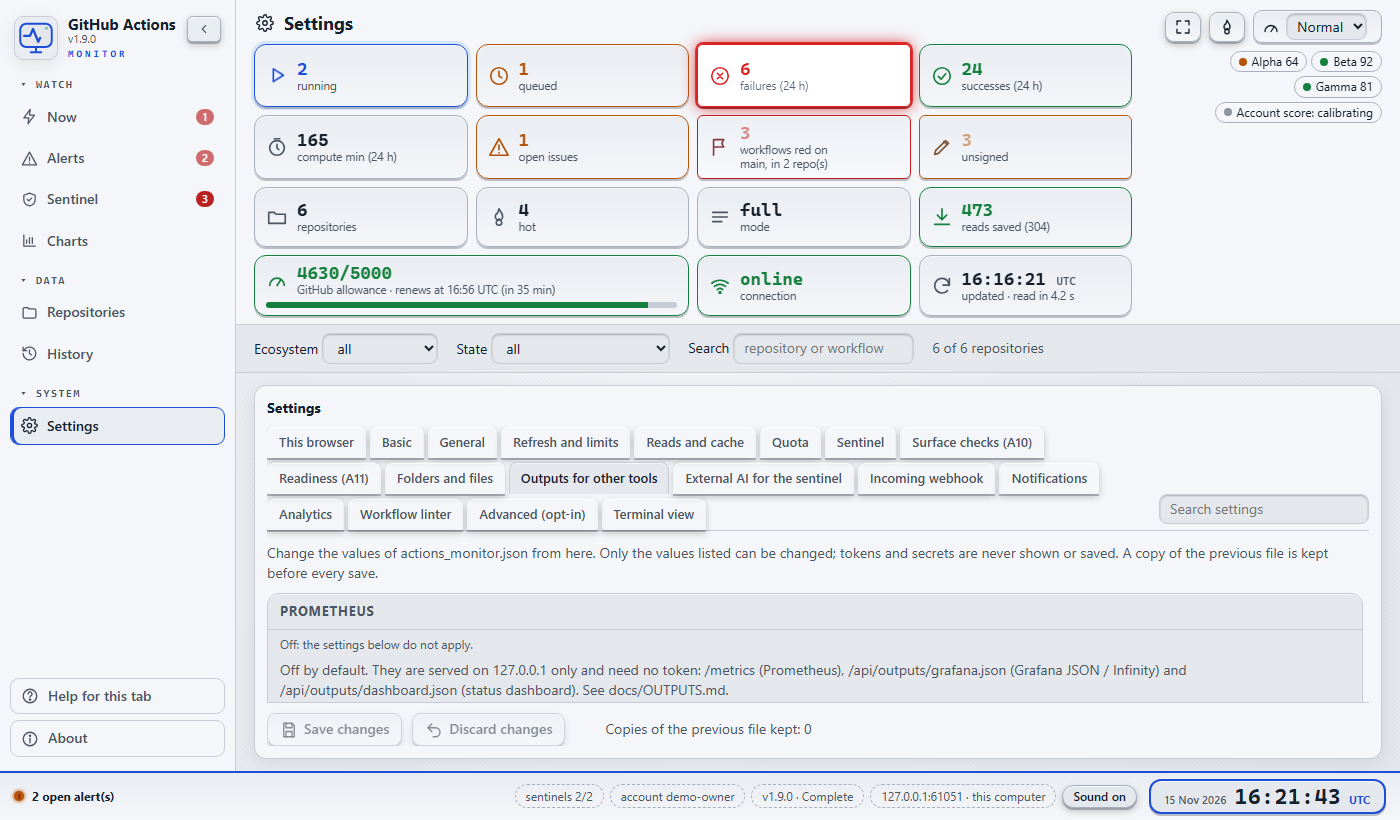 GitHub Actions
v1.9.0
MONITOR
WATCH
Now 1
Alerts 2
Sentinel 3
Charts
DATA
Repositories
History
SYSTEM
Settings
Help for this tab
About
Settings
Normal
Alpha 64
Beta 92
Gamma 81
Account score: calibrating
2
running
1
queued
6
failures (24 h)
24
successes (24 h)
165
compute min (24 h)
1
open issues
3
workflows red on
main, in 2 repo(s)
3
unsigned
6
repositories
4
hot
full
mode
473
reads saved (304)
4630/5000
GitHub allowance · renews at 16:56 UTC (in 35 min)
online
connection
16:16:21 UTC
updated · read in 4.2 s
Ecosystem all State all Search repository or workflow 6 of 6 repositories
Settings
This browser Basic General Refresh and limits Reads and cache Quota Sentinel Surface checks (A10)
Readiness (A11) Folders and files Outputs for other tools External AI for the sentinel Incoming webhook Notifications
Analytics Workflow linter Advanced (opt-in) Terminal view
Search settings
Change the values of actions_monitor.json from here. Only the values listed can be changed; tokens and secrets are never shown or saved. A copy of the previous file is kept
before every save.
PROMETHEUS
Off: the settings below do not apply.
Off by default. They are served on 127.0.0.1 only and need no token: /metrics (Prometheus), /api/outputs/grafana.json (Grafana JSON / Infinity) and
/api/outputs/dashboard.json (status dashboard). See docs/OUTPUTS.md.
Save changes Discard changes Copies of the previous file kept: 0
2 open alert(s)
sentinels 2/2 account demo-owner v1.9.0 · Complete 127.0.0.1:61051 · this computer Sound on 15 Nov 2026 16:21:43 UTC